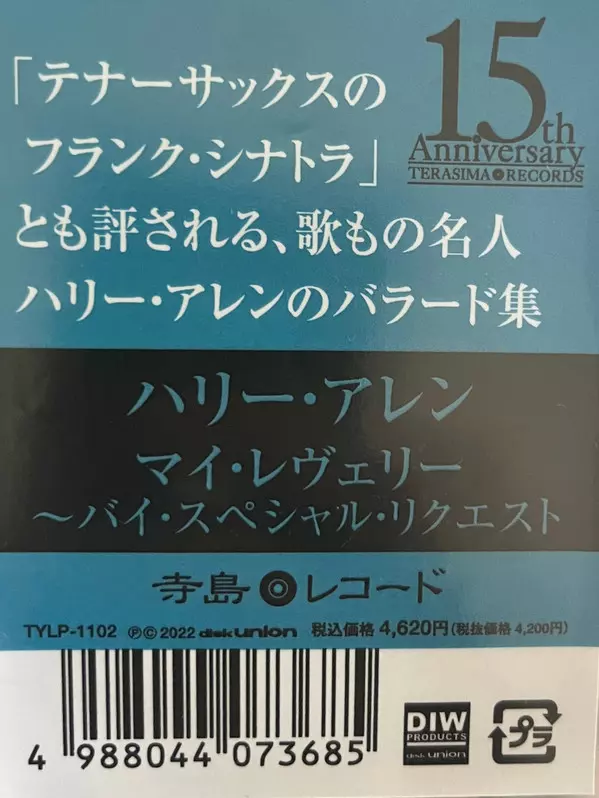 15th
Anniversary
TERASIMA RECORDS
「テナーサックスの
フランク・シナトラ」
とも評される、歌もの名人
ハリー・アレンのバラード集
ハリー・アレン
マイ・レヴェリー
〜バイ・スペシャル・リクエスト
寺島レコード
TYLP-1102 ℗© 2022 disk union 税込価格 4,620円(税抜価格 4,200円)
4 988044 073685
DIW
PRODUCTS
disk union
プラ